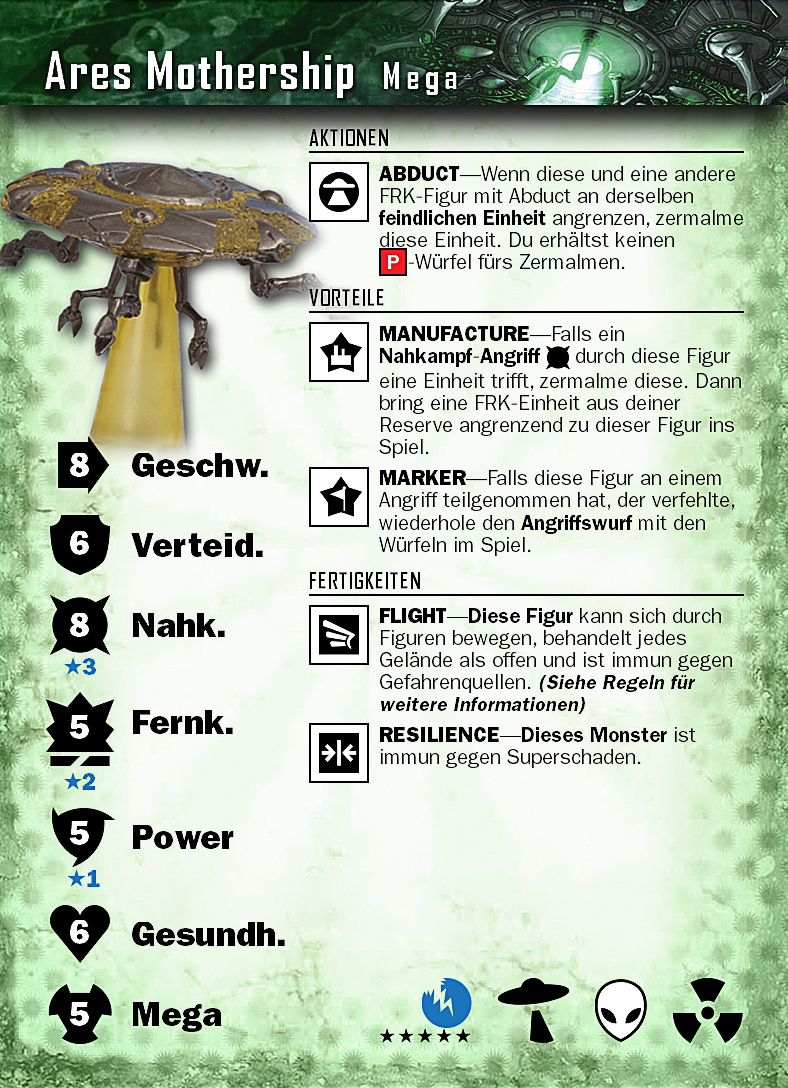 Ares Mothership Mega
AKTIONEN
ABDUCT—Wenn diese und eine andere
FRK-Figur mit Abduct an derselben
feindlichen Einheit angrenzen, zermalme
diese Einheit. Du erhältst keinen
P-Würfel fürs Zermalmen.
VORTEILE
MANUFACTURE—Falls ein
Nahkampf-Angriff durch diese Figur
eine Einheit trifft, zermalme diese. Dann
bring eine FRK-Einheit aus deiner
Reserve angrenzend zu dieser Figur ins
Spiel.
MARKER—Falls diese Figur an einem
Angriff teilgenommen hat, der verfehlte,
wiederhole den Angriffswurf mit den
Würfeln im Spiel.
FERTIGKEITEN
FLIGHT—Diese Figur kann sich durch
Figuren bewegen, behandelt jedes
Gelände als offen und ist immun gegen
Gefahrenquellen. (Siehe Regeln für
weitere Informationen)
RESILIENCE—Dieses Monster ist
immun gegen Superschaden.
8 Geschw.
6 Verteid.
8 Nahk.
★3
5 Fernk.
★2
5 Power
★1
6 Gesundh.
5 Mega
★★★★★